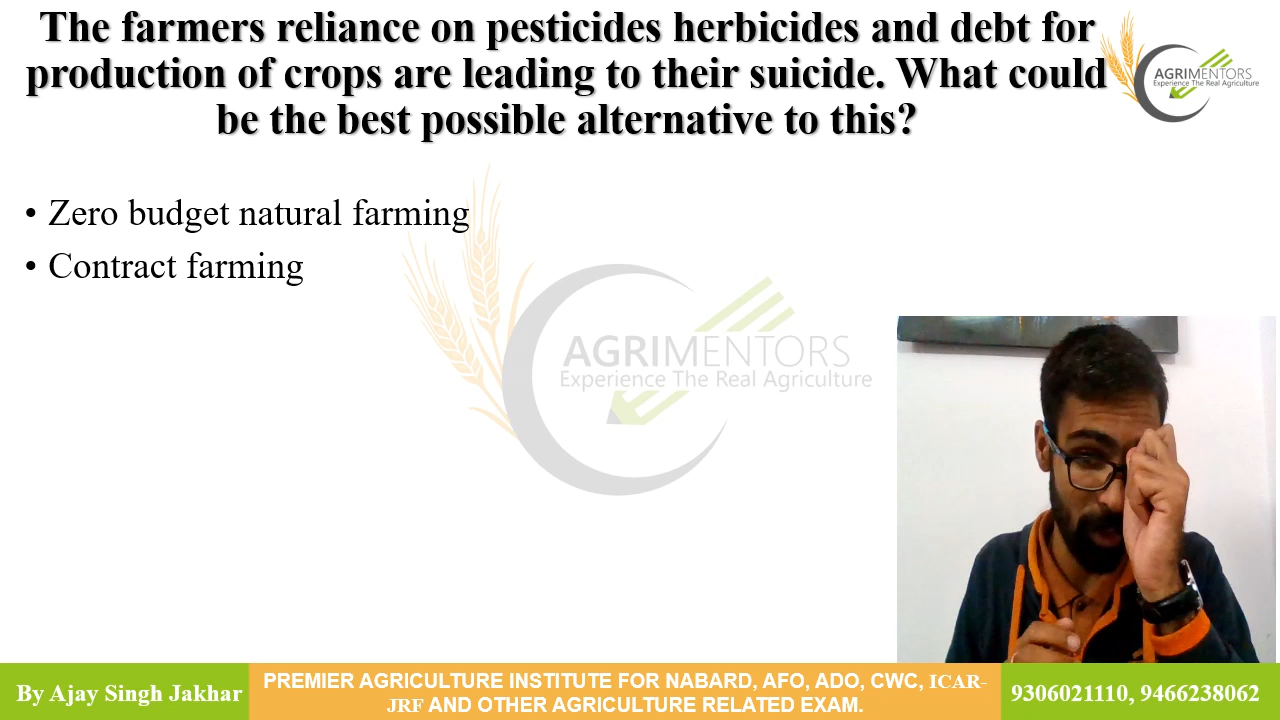 The farmers reliance on pesticides herbicides and debt for
production of crops are leading to their suicide. What could
be the best possible alternative to this?
AGRIMENTORS
Experience The Real Agriculture
• Zero budget natural farming
• Contract farming
AGRIMENTORS
Experience The Real Agriculture
By Ajay Singh Jakhar
PREMIER AGRICULTURE INSTITUTE FOR NABARD, AFO, ADO, CWC, ICAR-
JRF AND OTHER AGRICULTURE RELATED EXAM.
9306021110, 9466238062